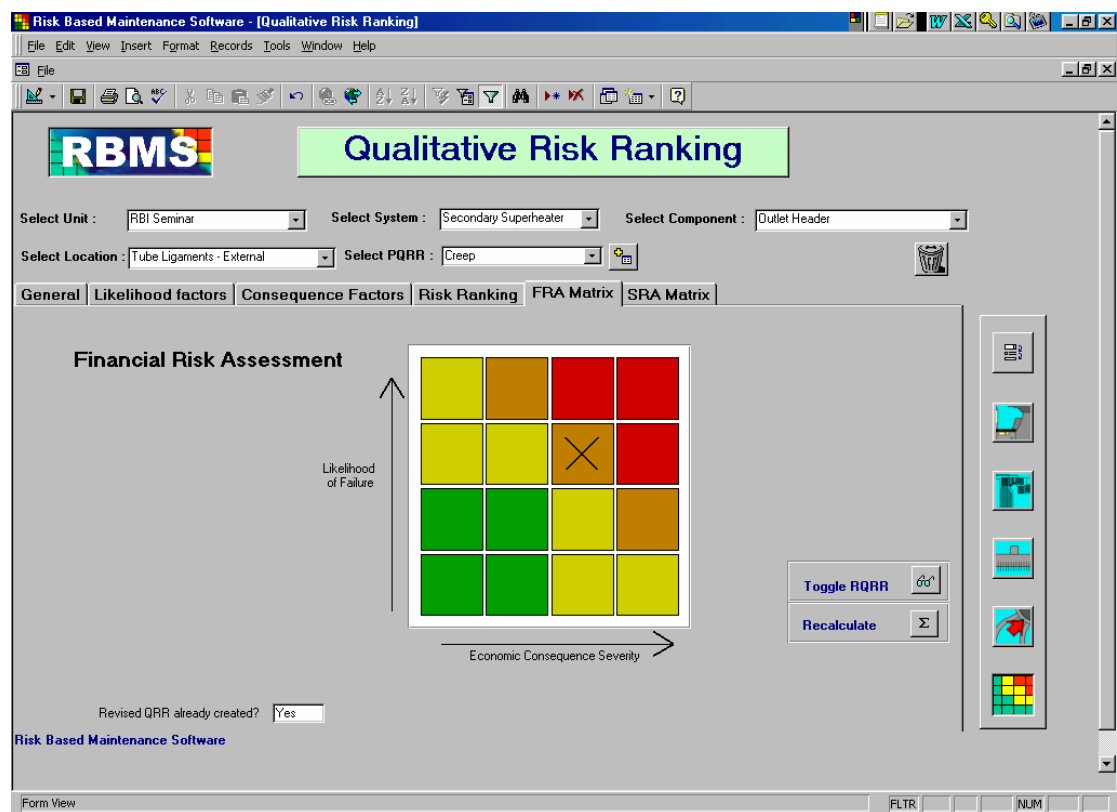 Risk Based Maintenance Software - [Qualitative Risk Ranking]
File Edit View Insert Format Records Tools Window Help
File
RBMS
Qualitative Risk Ranking
Select Unit : RBI Seminar Select System : Secondary Superheater Select Component : Outlet Header
Select Location : Tube Ligaments - External Select PQRR : Creep
General Likelihood factors Consequence Factors Risk Ranking FRA Matrix SRA Matrix
Financial Risk Assessment
Likelihood
of Failure
Toggle RQRR
Recalculate Σ
Economic Consequence Severity
Revised QRR already created? Yes
Risk Based Maintenance Software
Form View FLTR NUM